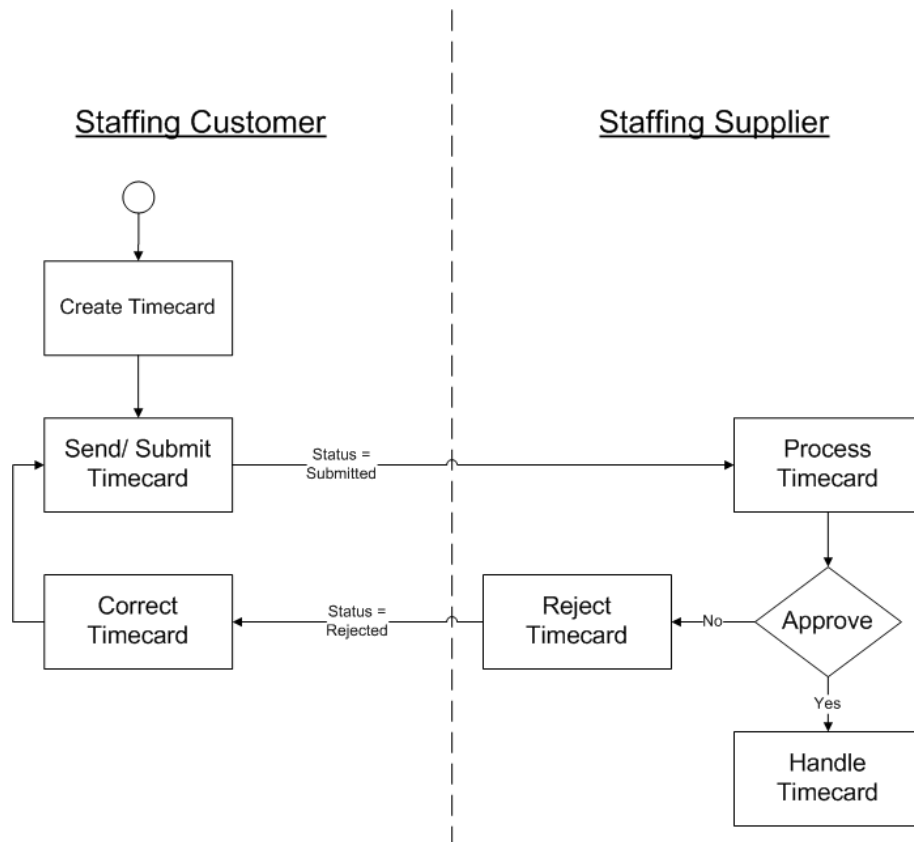 Staffing Customer
Staffing Supplier
Create Timecard
Send/ Submit
Timecard
Status =
Submitted
Process
Timecard
Correct
Timecard
Status =
Rejected
Reject
Timecard
No
Approve
Yes
Handle
Timecard